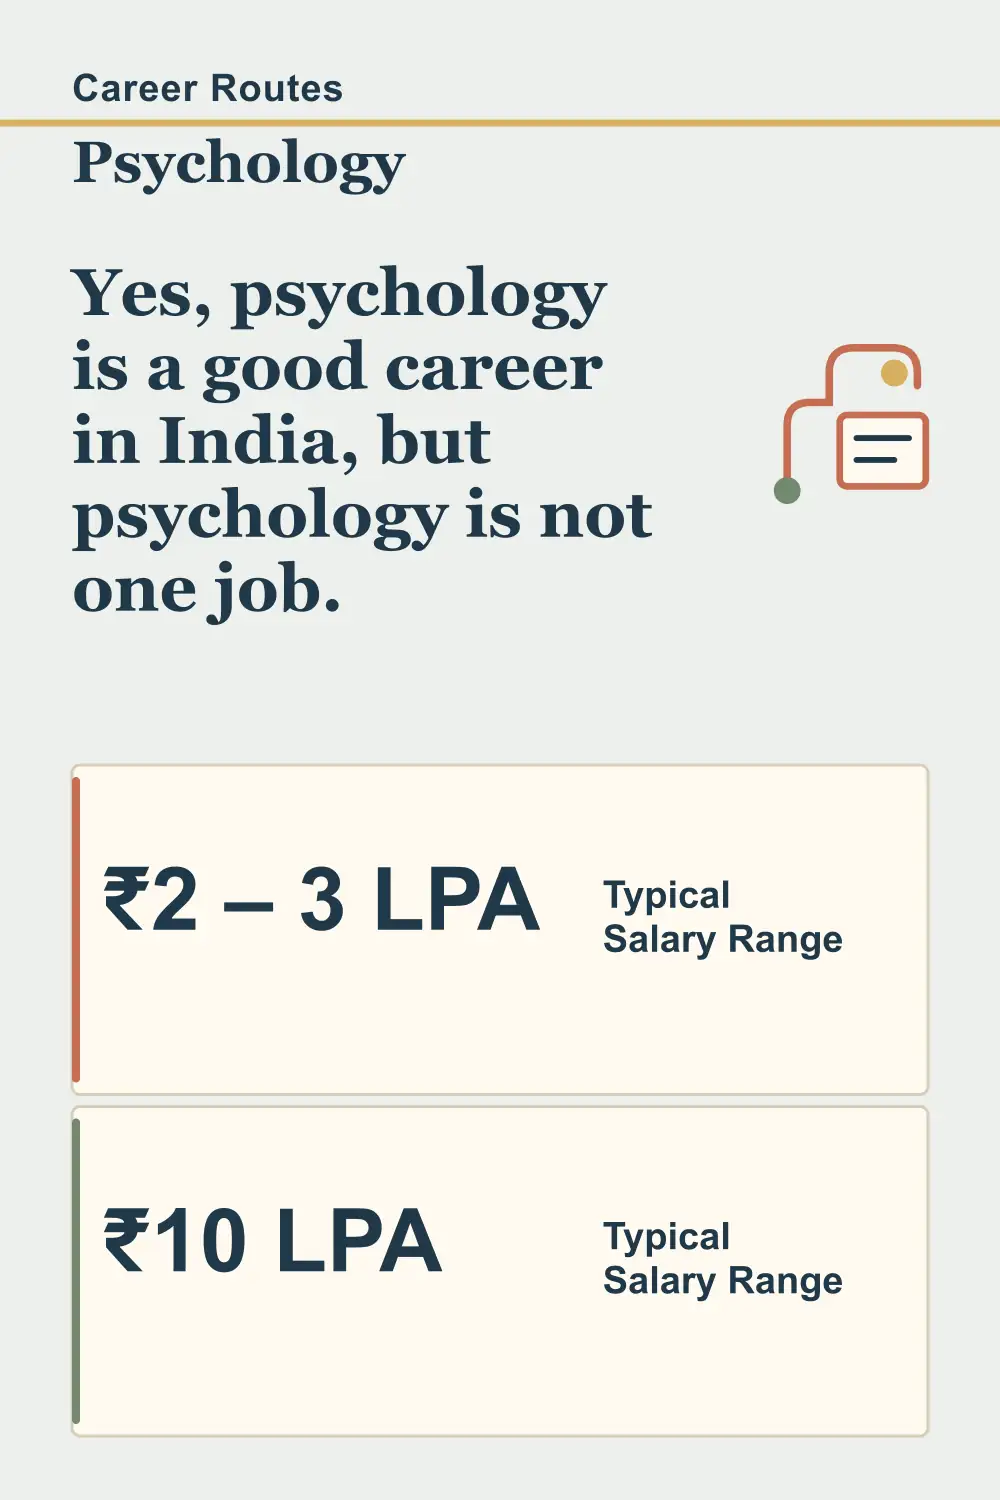 Career Routes
Psychology
Yes, psychology
is a good career
in India, but
psychology is not
one job.
₹2 – 3 LPA
Typical
Salary Range
₹10 LPA
Typical
Salary Range